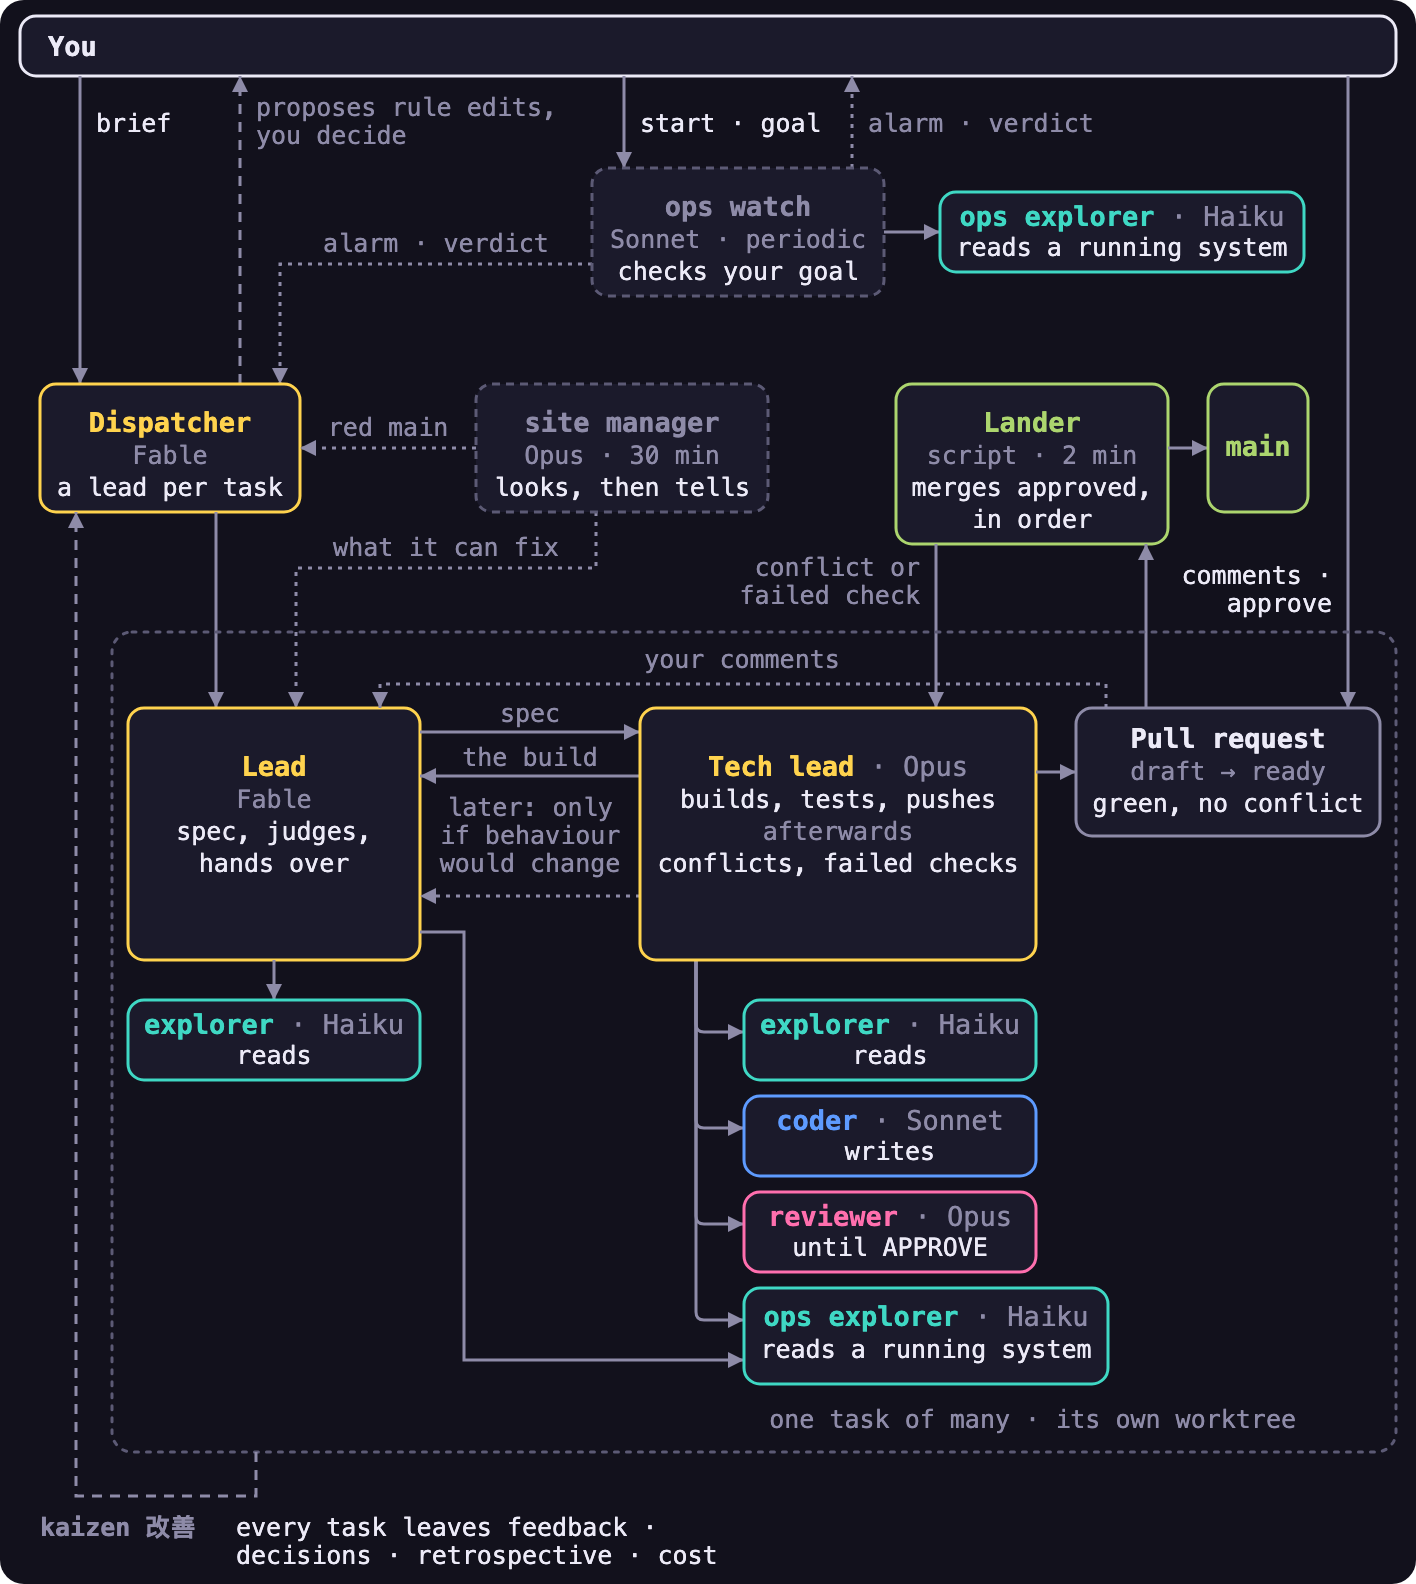 You
brief
proposes rule edits,
you decide
start · goal
alarm · verdict
ops watch
Sonnet · periodic
checks your goal
ops explorer · Haiku
reads a running system
alarm · verdict
Dispatcher
Fable
a lead per task
red main
site manager
Opus · 30 min
looks, then tells
Lander
script · 2 min
merges approved,
in order
main
what it can fix
conflict or
failed check
comments ·
approve
your comments
Lead
Fable
spec, judges,
hands over
spec
the build
later: only
if behaviour
would change
Tech lead · Opus
builds, tests, pushes
afterwards
conflicts, failed checks
Pull request
draft → ready
green, no conflict
explorer · Haiku
reads
explorer · Haiku
reads
coder · Sonnet
writes
reviewer · Opus
until APPROVE
ops explorer · Haiku
reads a running system
one task of many · its own worktree
kaizen 改善
every task leaves feedback ·
decisions · retrospective · cost